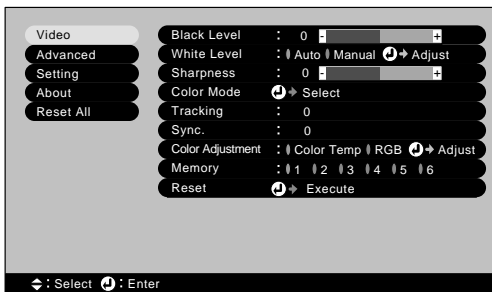 Video
Advanced
Setting
About
Reset All
Black Level : 0 - +
White Level : Auto Manual Adjust
Sharpness : 0 - +
Color Mode Select
Tracking : 0
Sync. : 0
Color Adjustment : Color Temp RGB Adjust
Memory : 1 2 3 4 5 6
Reset Execute
: Select : Enter